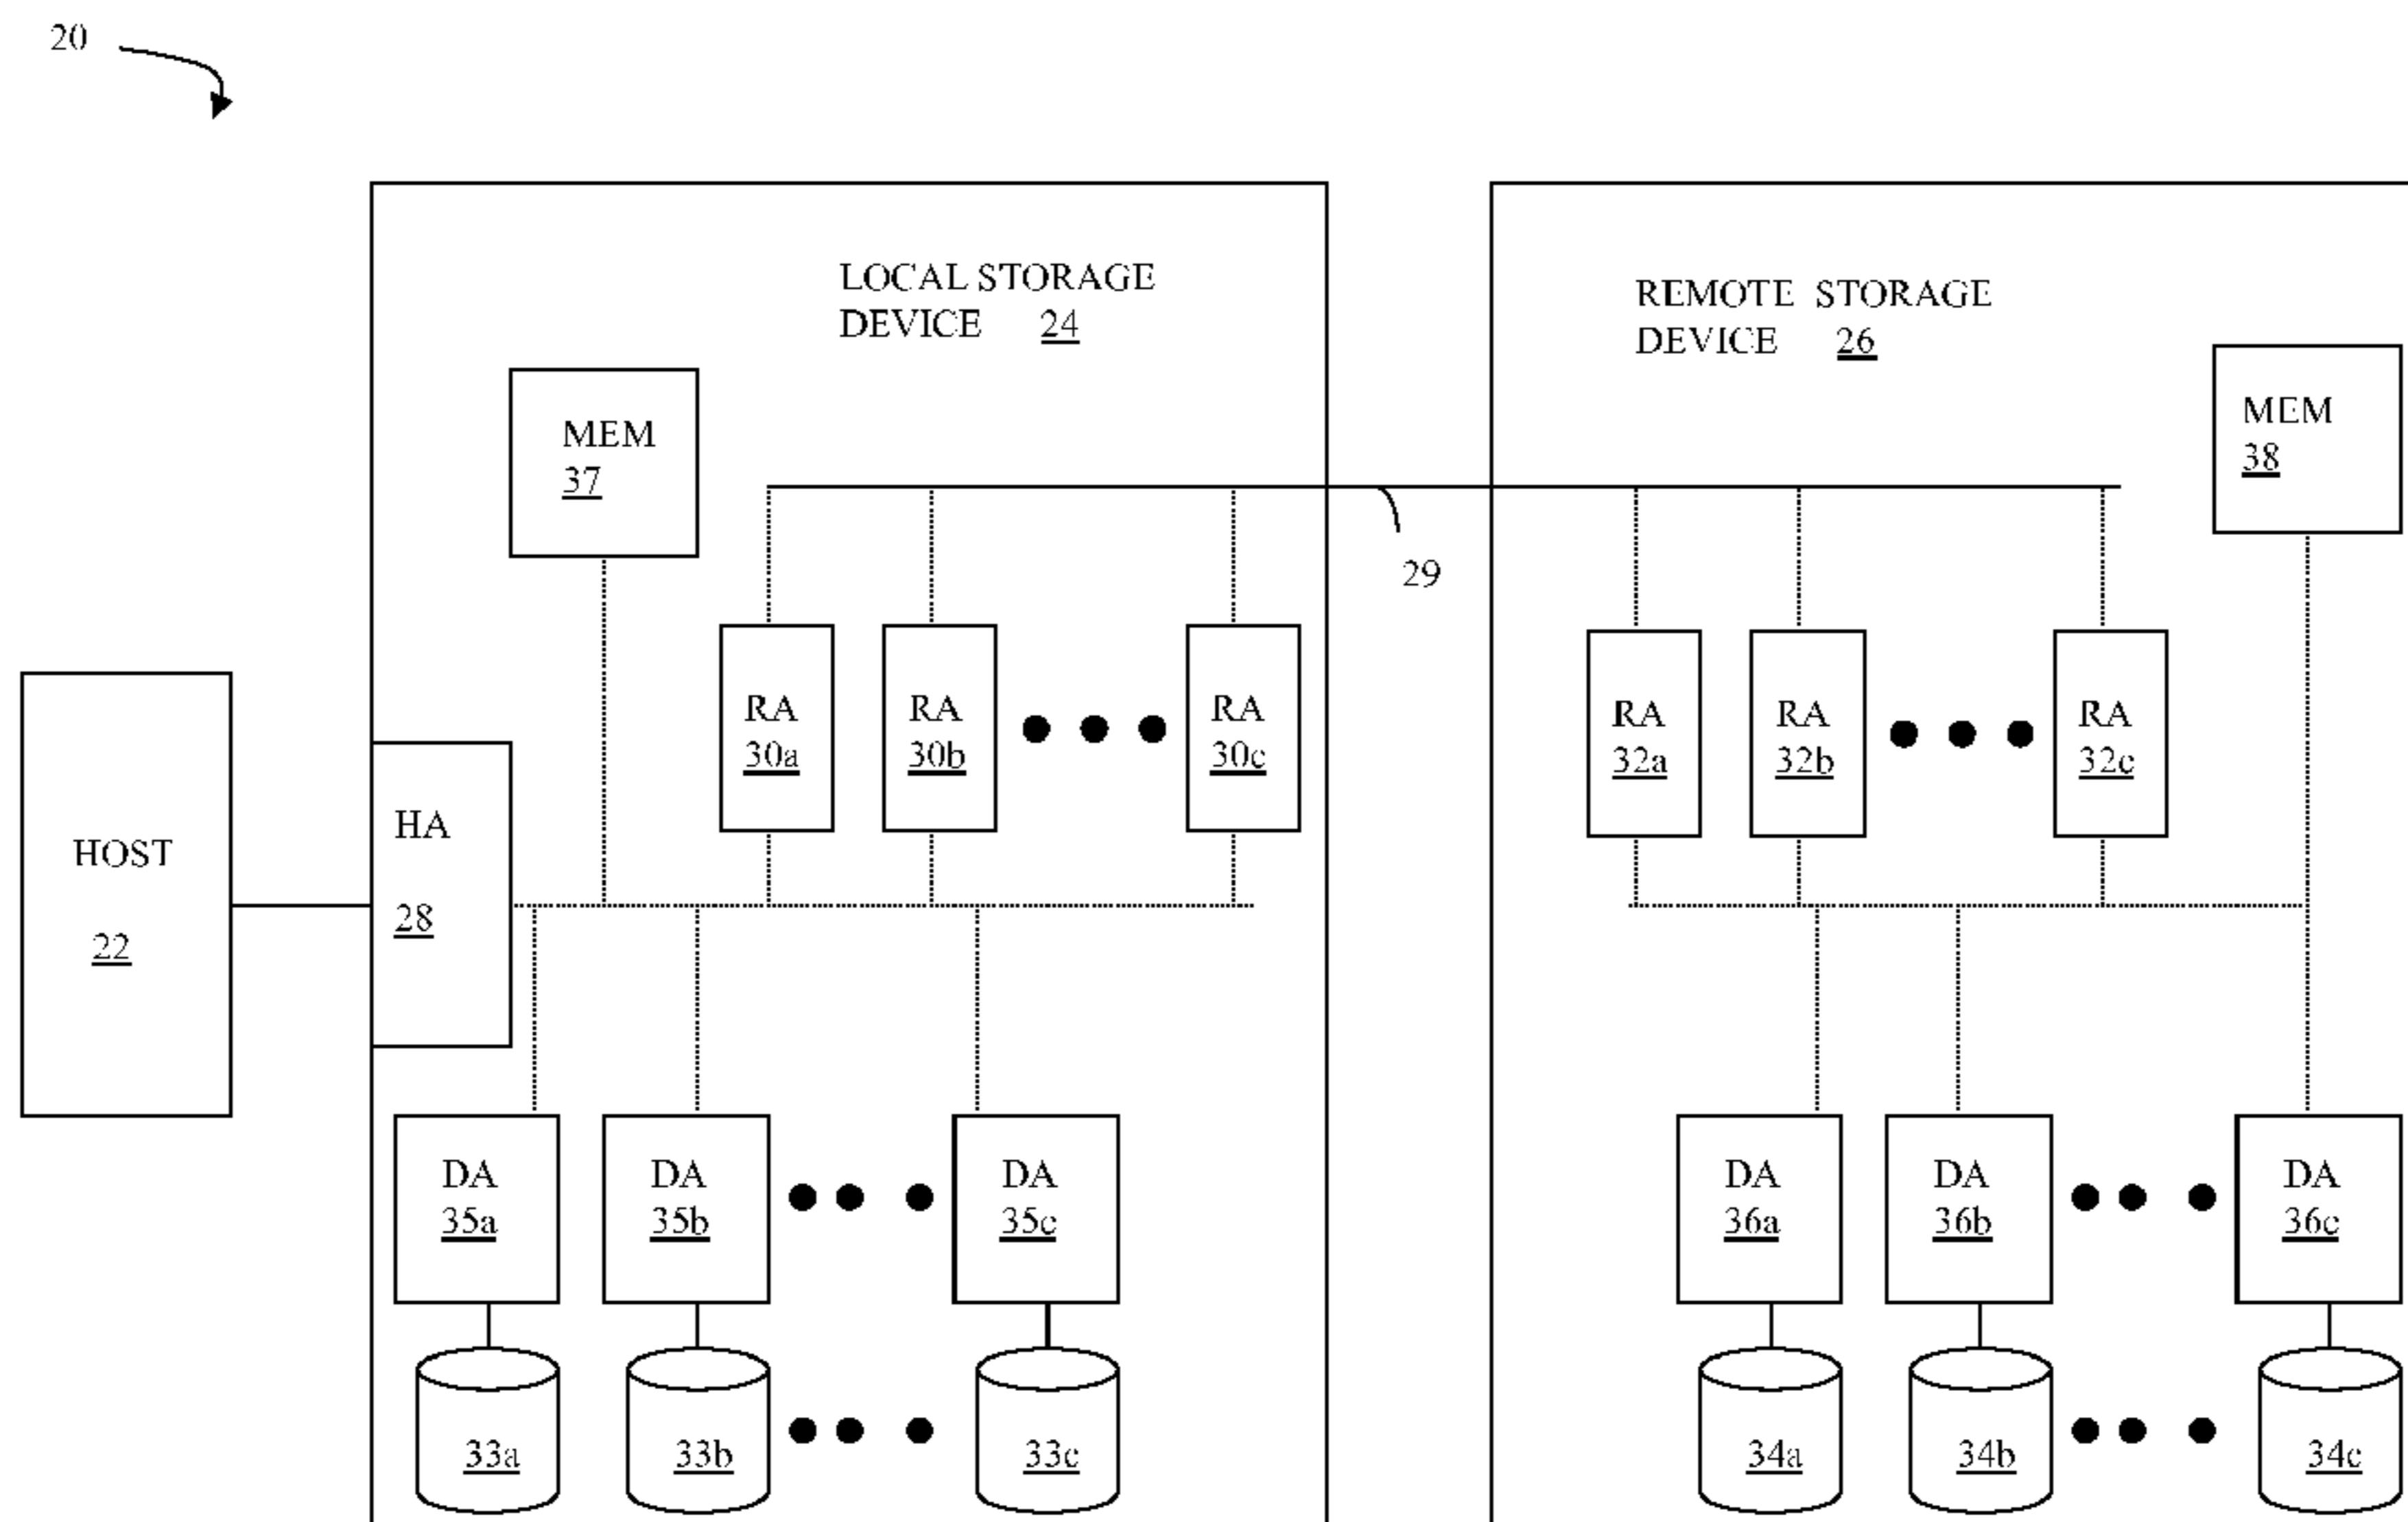 20
LOCAL STORAGE
DEVICE 24
REMOTE STORAGE
DEVICE 26
MEM
37
MEM
38
29
RA
30a
RA
30b
RA
30c
RA
32a
RA
32b
RA
32c
HOST
22
HA
28
DA
35a
DA
35b
DA
35c
DA
36a
DA
36b
DA
36c
33a
33b
33c
34a
34b
34c